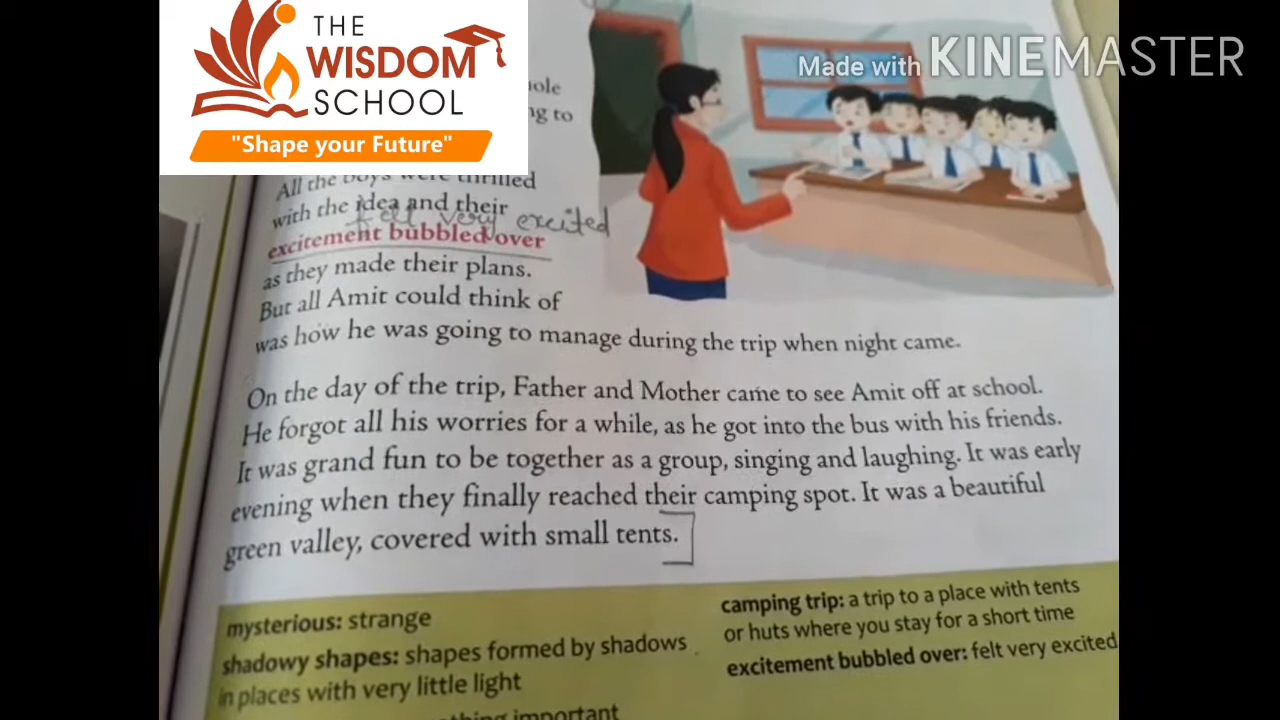 THE
WISDOM
SCHOOL
"Shape your Future"
Made with KINEMASTER
to
All the boys were thrilled
with the idea and their
felt very excited
excitement bubbled over
as they made their plans.
But all Amit could think of
was how he was going to manage during the trip when night came.
On the day of the trip, Father and Mother came to see Amit off at school.
He forgot all his worries for a while, as he got into the bus with his friends.
It was grand fun to be together as a group, singing and laughing. It was early
evening when they finally reached their camping spot. It was a beautiful
green valley, covered with small tents.
mysterious: strange
shadowy shapes: shapes formed by shadows
in places with very little light
important
camping trip: a trip to a place with tents
or huts where you stay for a short time
excitement bubbled over: felt very excited